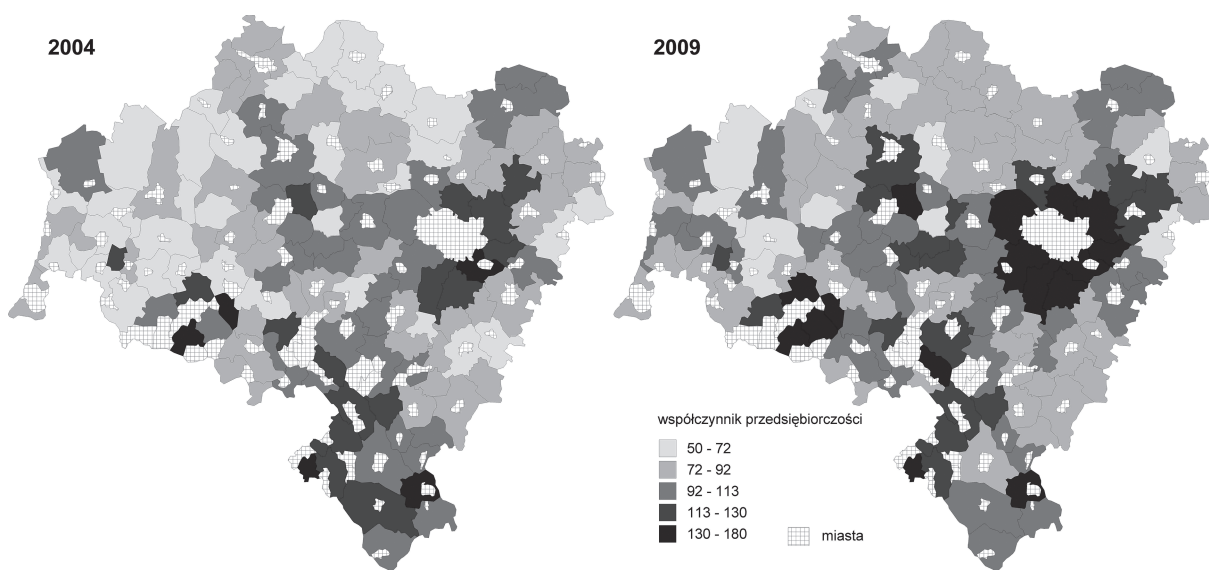 2004
2009
współczynnik przedsiębiorczości
50 - 72
72 - 92
92 - 113
113 - 130
130 - 180
miasta